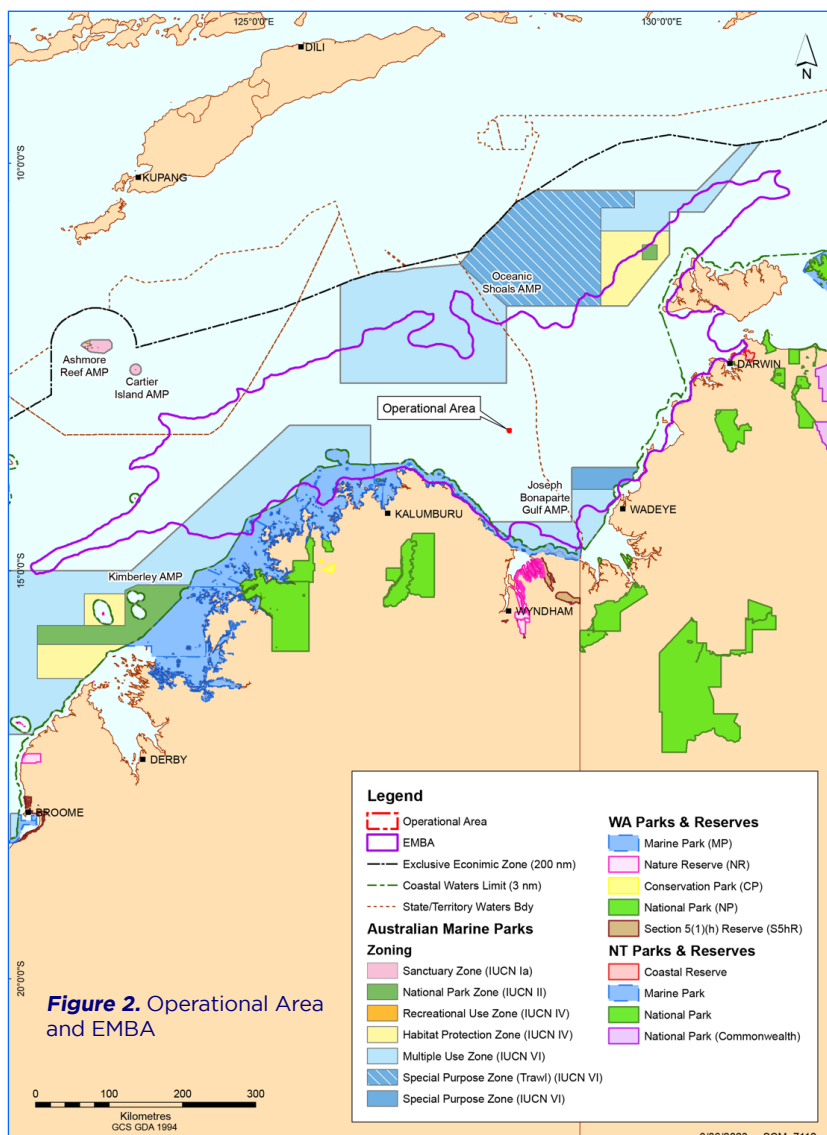 125°0'0"E
130°0'0"E
DILI
N
10°0'0"S
KUPANG
Oceanic
Shoals AMP
Ashmore
Reef AMP
Cartier
Island AMP
DARWIN
Operational Area
Joseph
Bonaparte
Gulf AMP
KALUMBURU
WADEYE
15°0'0"S
Kimberley AMP
WYNDHAM
DERBY
BROOME
Legend
Operational Area
EMBA
Exclusive Econimic Zone (200 nm)
Coastal Waters Limit (3 nm)
State/Territory Waters Bdy
Australian Marine Parks
Zoning
Sanctuary Zone (IUCN Ia)
National Park Zone (IUCN II)
Recreational Use Zone (IUCN IV)
Habitat Protection Zone (IUCN IV)
Multiple Use Zone (IUCN VI)
Special Purpose Zone (Trawl) (IUCN VI)
Special Purpose Zone (IUCN VI)
WA Parks & Reserves
Marine Park (MP)
Nature Reserve (NR)
Conservation Park (CP)
National Park (NP)
Section 5(1)(h) Reserve (S5hR)
NT Parks & Reserves
Coastal Reserve
Marine Park
National Park
National Park (Commonwealth)
20°0'0"S
Figure 2. Operational Area
and EMBA
0 100 200 300
Kilometres
GCS GDA 1994